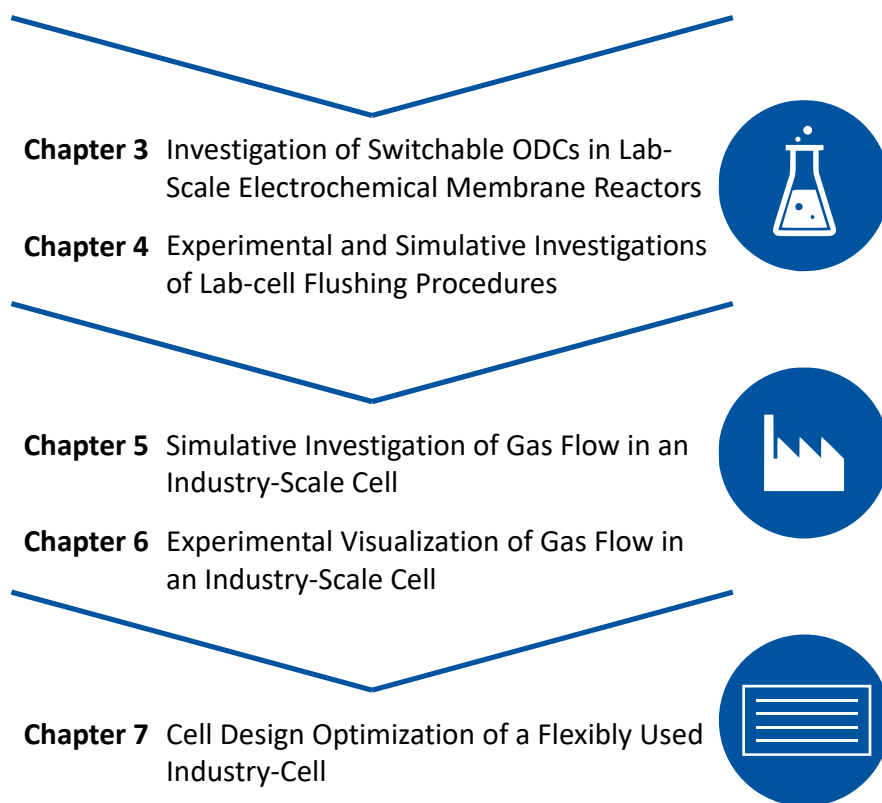 Chapter 3 Investigation of Switchable ODCs in Lab-
Scale Electrochemical Membrane Reactors
Chapter 4 Experimental and Simulative Investigations
of Lab-cell Flushing Procedures
Chapter 5 Simulative Investigation of Gas Flow in an
Industry-Scale Cell
Chapter 6 Experimental Visualization of Gas Flow in
an Industry-Scale Cell
Chapter 7 Cell Design Optimization of a Flexibly Used
Industry-Cell